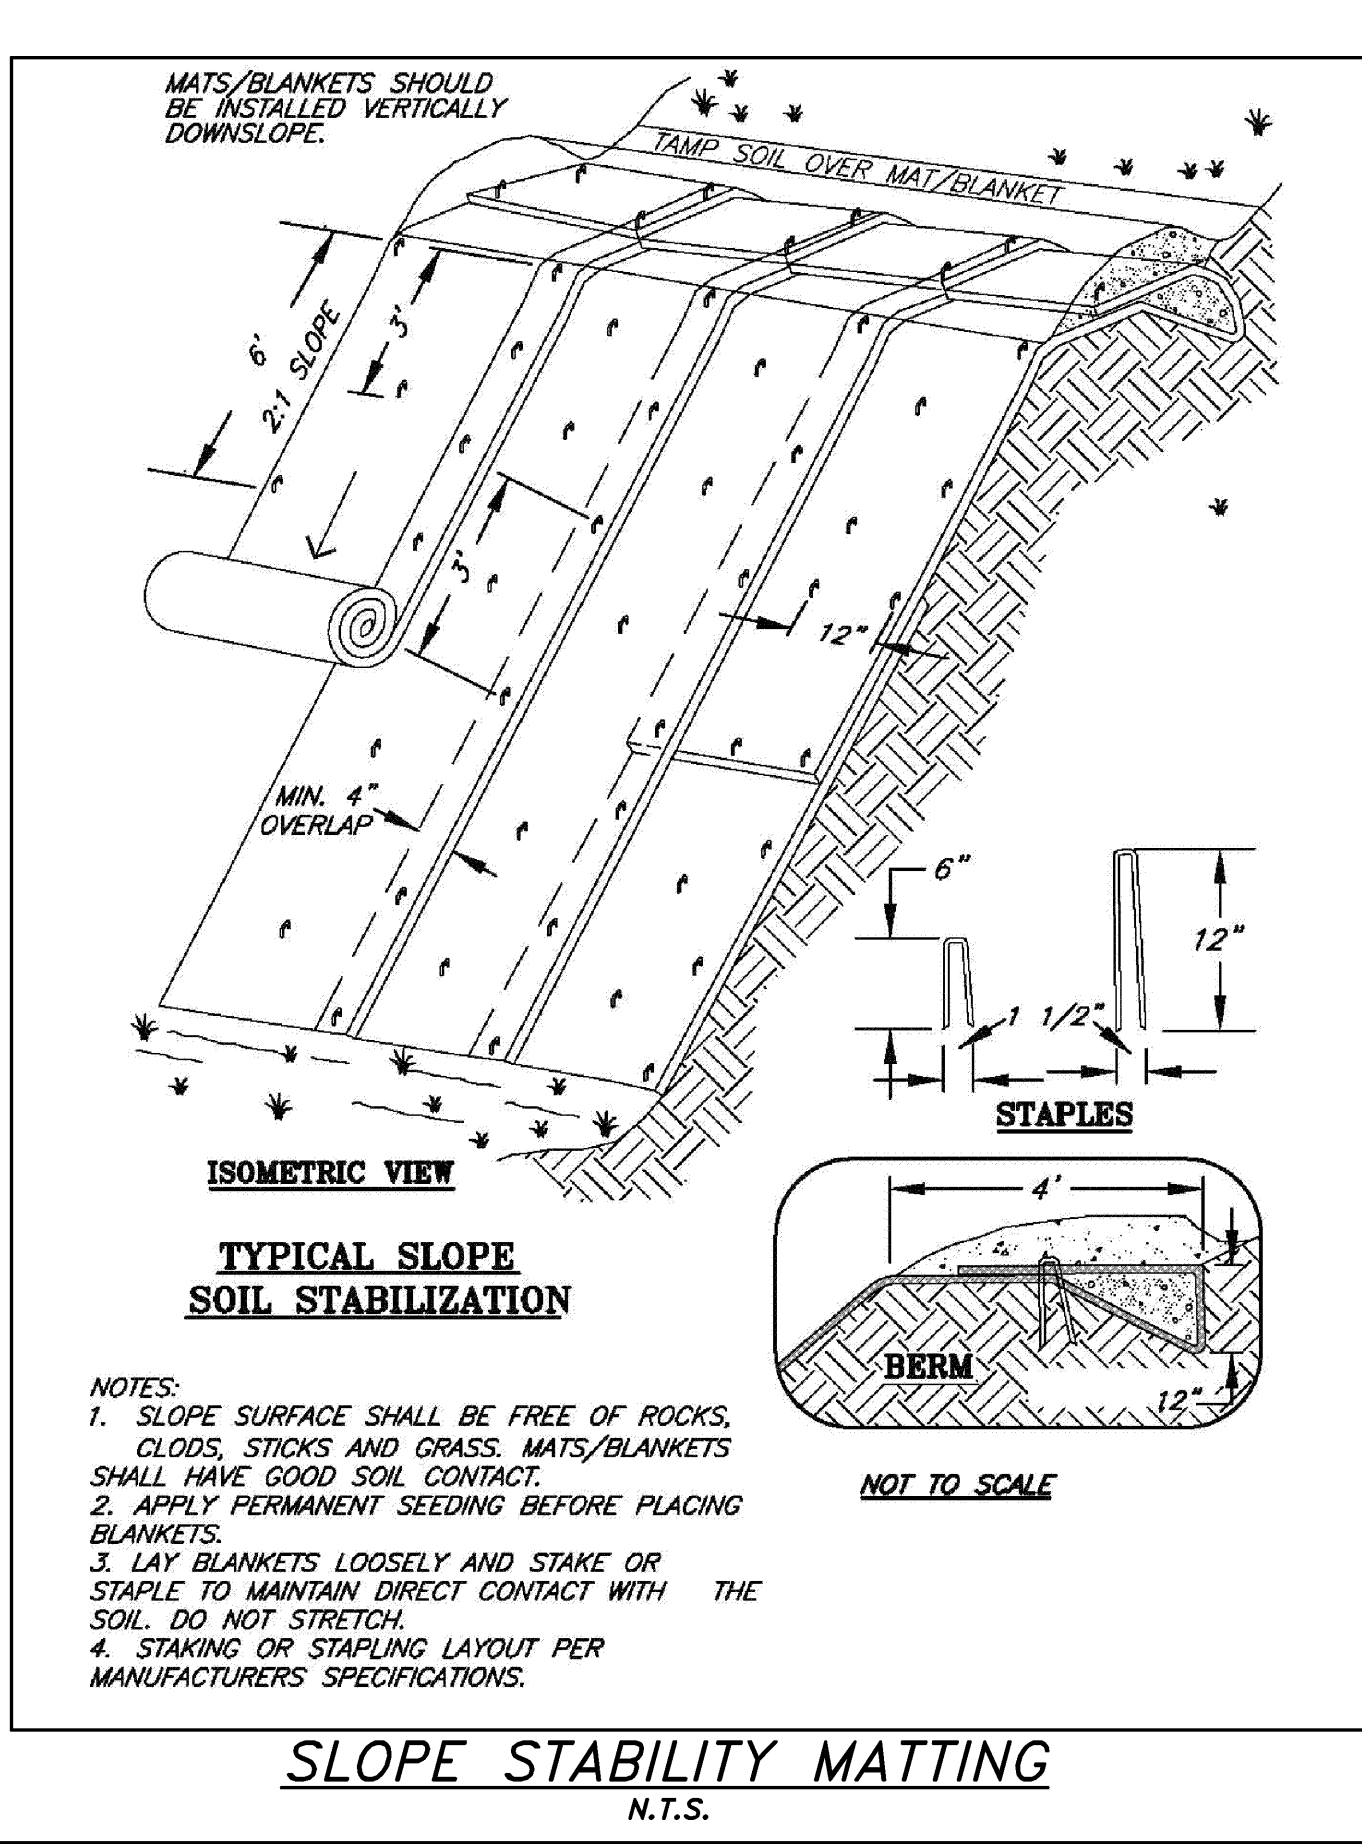 MATS/BLANKETS SHOULD
BE INSTALLED VERTICALLY
DOWNSLOPE.
TAMP SOIL OVER MAT/BLANKET
6'
2:1 SLOPE
3'
3'
12"
MIN. 4"
OVERLAP
6"
12"
1 1/2"
STAPLES
ISOMETRIC VIEW
4'
BERM
12"
TYPICAL SLOPE
SOIL STABILIZATION
NOT TO SCALE
NOTES:
1. SLOPE SURFACE SHALL BE FREE OF ROCKS,
CLODS, STICKS AND GRASS. MATS/BLANKETS
SHALL HAVE GOOD SOIL CONTACT.
2. APPLY PERMANENT SEEDING BEFORE PLACING
BLANKETS.
3. LAY BLANKETS LOOSELY AND STAKE OR
STAPLE TO MAINTAIN DIRECT CONTACT WITH THE
SOIL. DO NOT STRETCH.
4. STAKING OR STAPLING LAYOUT PER
MANUFACTURERS SPECIFICATIONS.
SLOPE STABILITY MATTING
N.T.S.